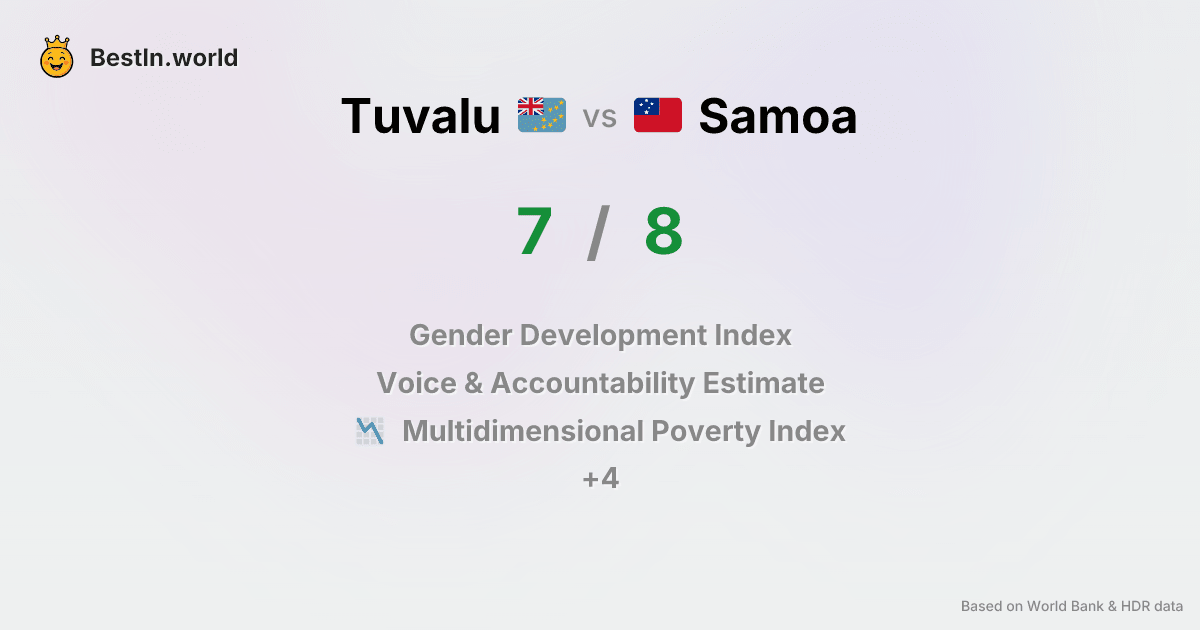 BestIn.world
Tuvalu vs Samoa
7 / 8
Gender Development Index
Voice & Accountability Estimate
Multidimensional Poverty Index
+4
Based on World Bank & HDR data